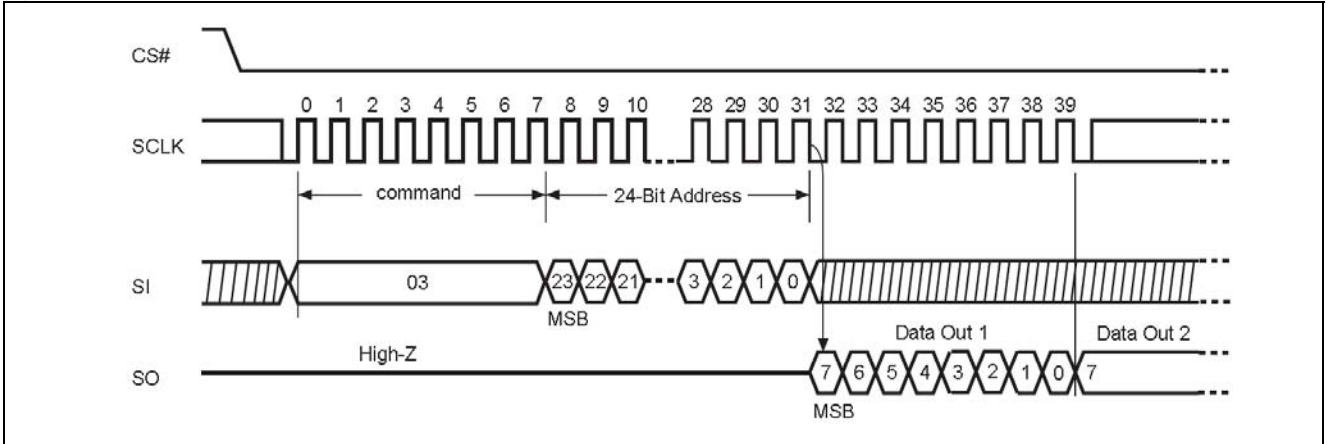 CS#
0 1 2 3 4 5 6 7 8 9 10 28 29 30 31 32 33 34 35 36 37 38 39
SCLK
command 24-Bit Address
SI 03 23 22 21 3 2 1 0
MSB
High-Z Data Out 1 Data Out 2
SO 7 6 5 4 3 2 1 0 7
MSB